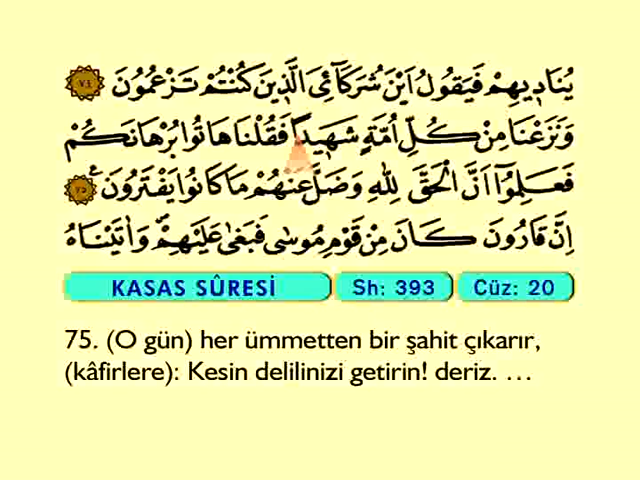 يُنَاد۪يهِمْ فَيَقُولُ اَيْنَ شُرَكَٓائِيَ الَّذ۪ينَ كُنْتُمْ تَزْعُمُونَ ﴿٧٤﴾
وَنَزَعْنَا مِنْ كُلِّ اُمَّةٍ شَه۪يدًا فَقُلْنَا هَاتُوا بُرْهَانَكُمْ
فَعَلِمُٓوا اَنَّ الْحَقَّ لِلّٰهِ وَضَلَّ عَنْهُمْ مَا كَانُوا يَفْتَرُونَ ﴿٧٥﴾
اِنَّ قَارُونَ كَانَ مِنْ قَوْمِ مُوسٰى فَبَغٰى عَلَيْهِمْ وَاٰتَيْنَاهُ
KASAS SÛRESİ Sh: 393 Cüz: 20
75. (O gün) her ümmetten bir şahit çıkarır,
(kâfirlere): Kesin delilinizi getirin! deriz. …